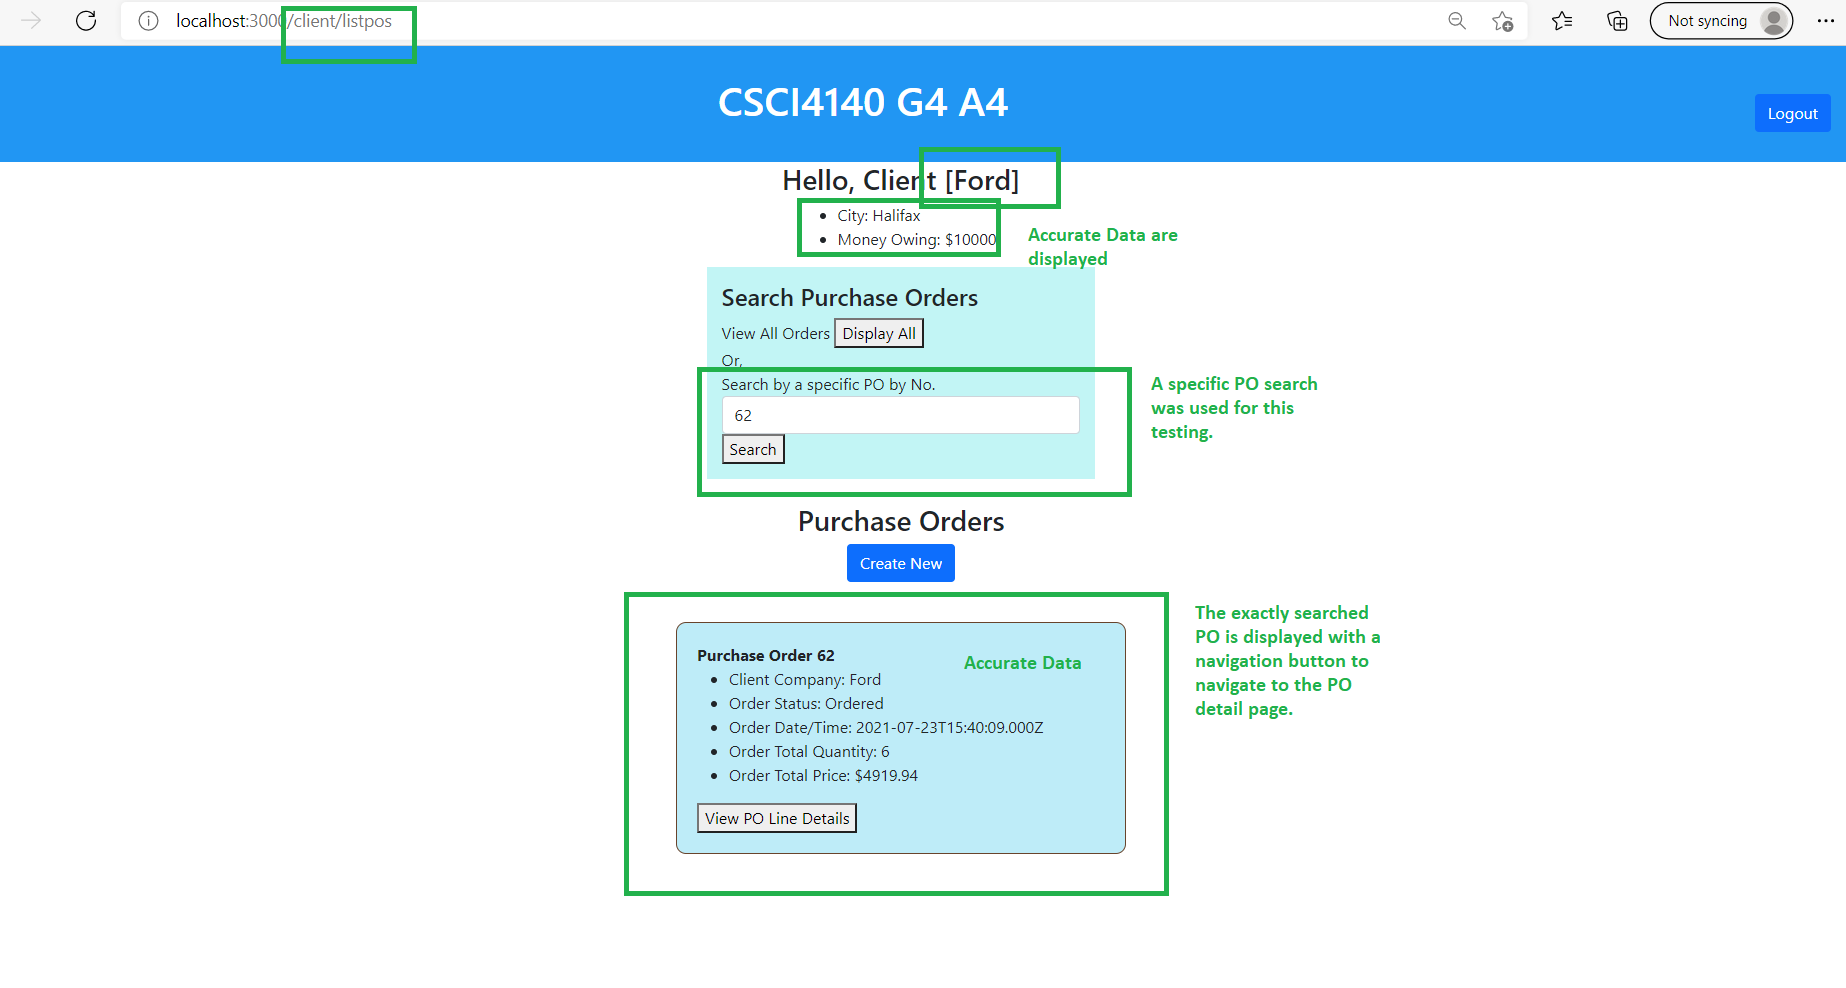 localhost:3000/client/listpos
Not syncing
CSCI4140 G4 A4
Logout
Hello, Client [Ford]
City: Halifax
Money Owing: $10000
Accurate Data are
displayed
Search Purchase Orders
View All Orders Display All
Or,
Search by a specific PO by No.
62
Search
A specific PO search
was used for this
testing.
Purchase Orders
Create New
Purchase Order 62
Accurate Data
Client Company: Ford
Order Status: Ordered
Order Date/Time: 2021-07-23T15:40:09.000Z
Order Total Quantity: 6
Order Total Price: $4919.94
View PO Line Details
The exactly searched
PO is displayed with a
navigation button to
navigate to the PO
detail page.